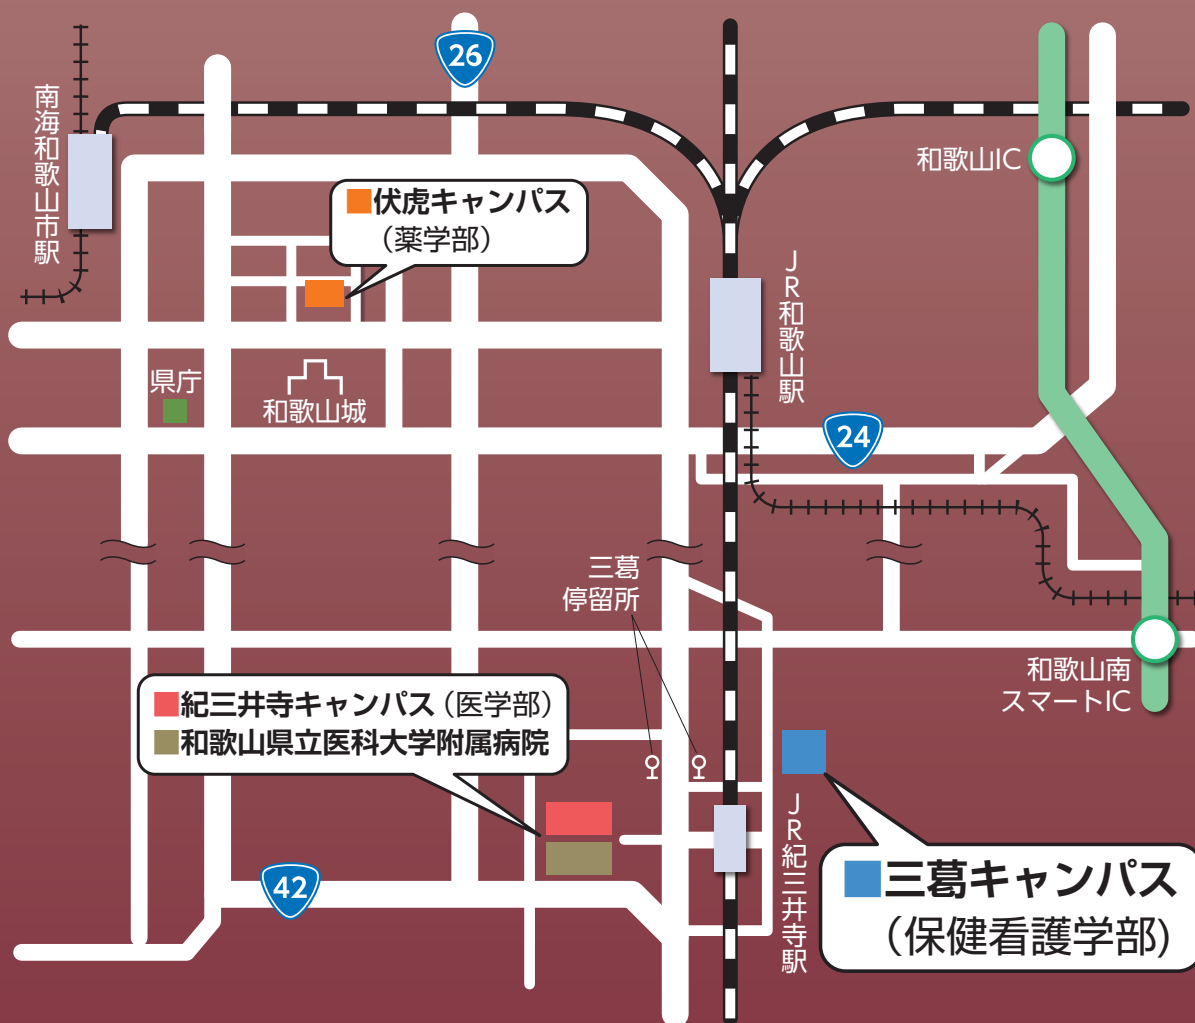 26
南海和歌山市駅
和歌山IC
■伏虎キャンパス
（薬学部）
JR和歌山駅
県庁
和歌山城
24
三葛
停留所
和歌山南
スマートIC
■紀三井寺キャンパス（医学部）
■和歌山県立医科大学附属病院
JR紀三井寺駅
42
■三葛キャンパス
（保健看護学部）